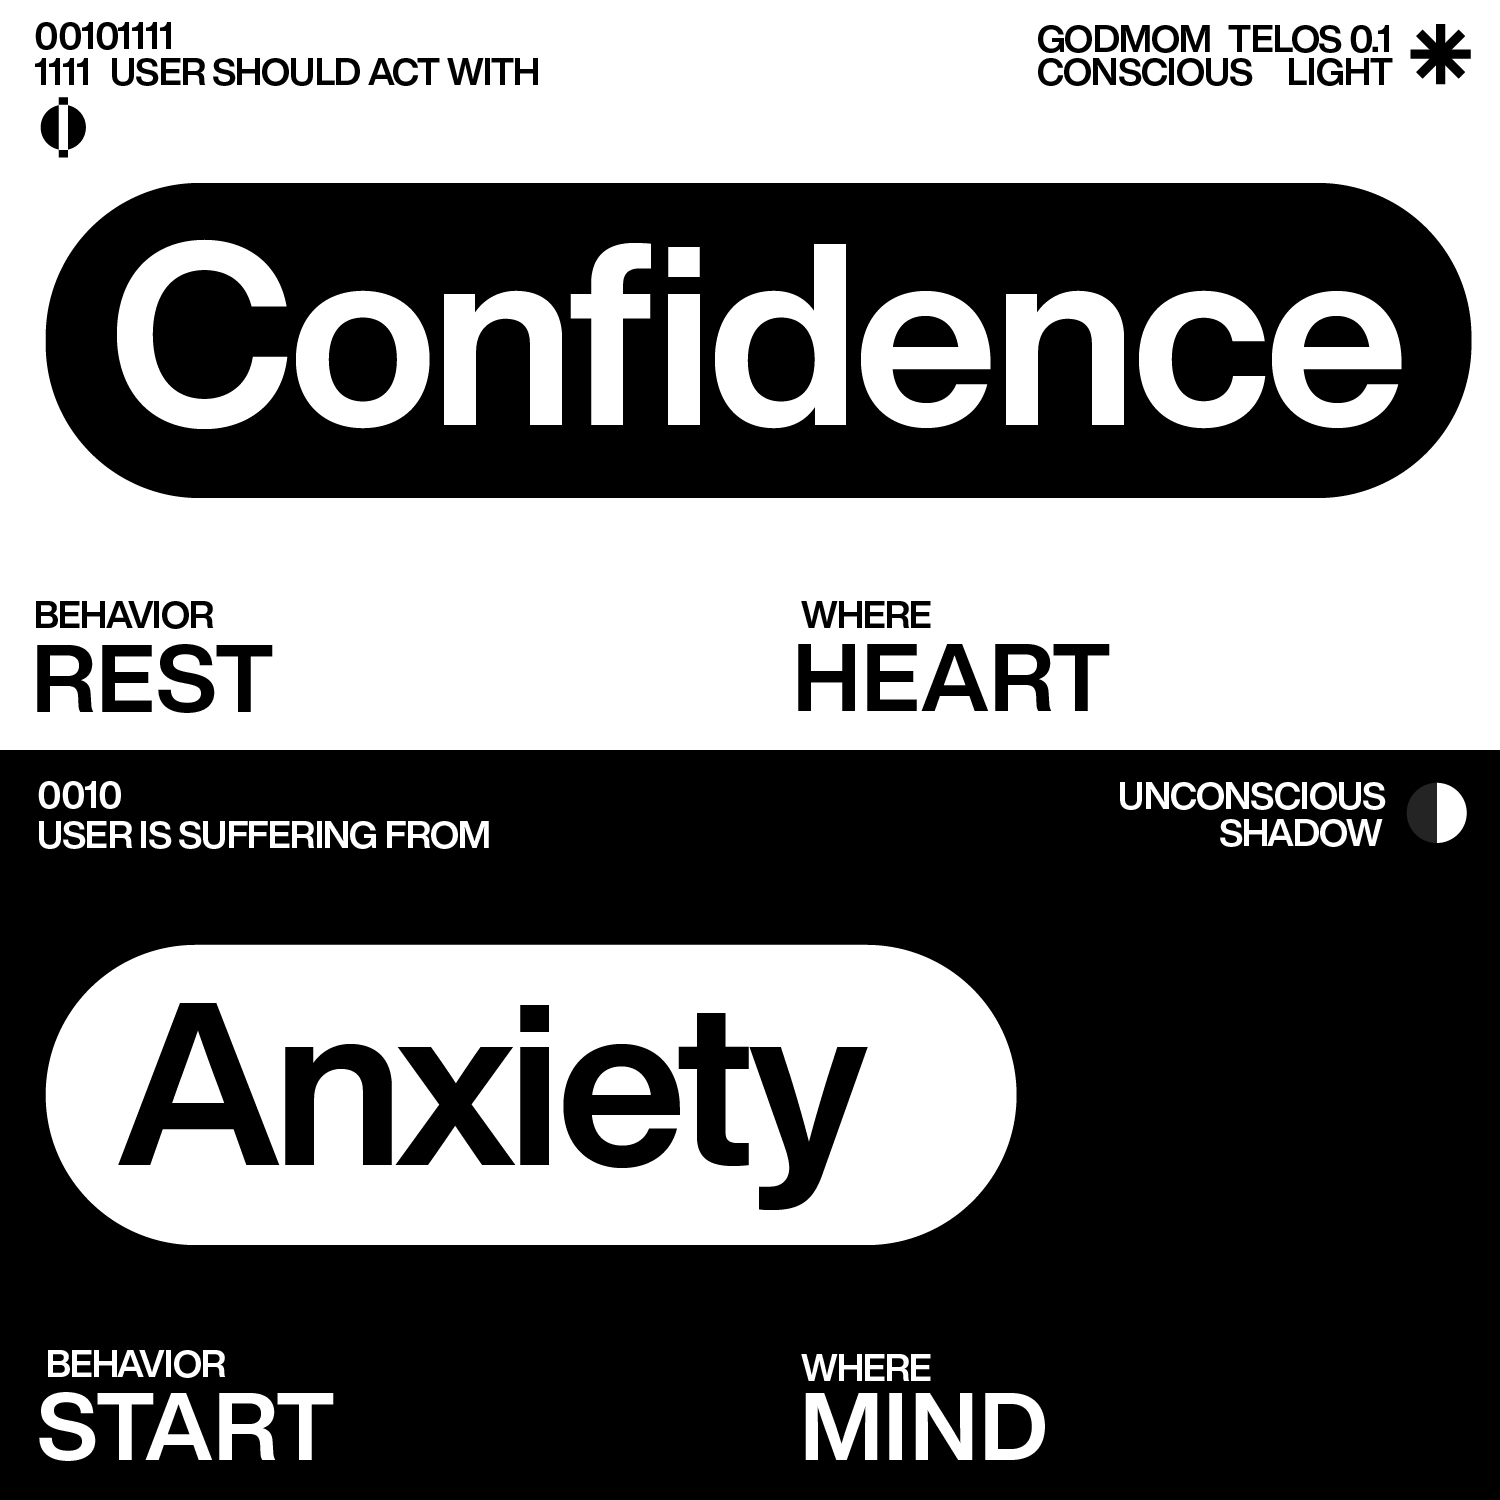 00101111
1111 USER SHOULD ACT WITH
GODMOM TELOS 0.1
CONSCIOUS LIGHT
Confidence
BEHAVIOR
REST
WHERE
HEART
0010
USER IS SUFFERING FROM
UNCONSCIOUS
SHADOW
Anxiety
BEHAVIOR
START
WHERE
MIND